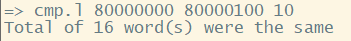 => cmp.l 80000000 80000100 10
Total of 16 word(s) were the same